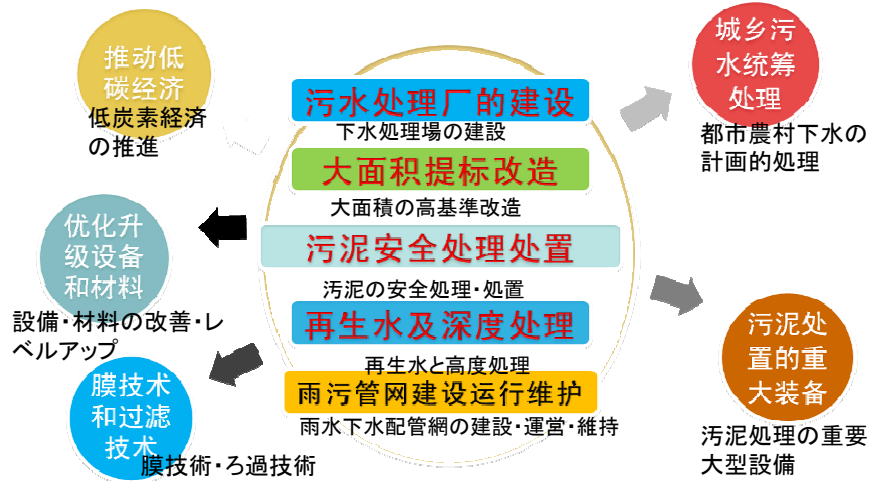 推动低
碳经济
低炭素経済
の推進
城乡污
水统筹
处理
都市農村下水の
計画的処理
污水处理厂的建设
下水処理場の建設
大面积提标改造
大面積の高基準改造
污泥安全处理处置
汚泥の安全処理・処置
再生水及深度处理
再生水と高度処理
雨污管网建设运行维护
雨水下水配管網の建設・運営・維持
优化升
级设备
和材料
設備・材料の改善・レ
ベルアップ
膜技术
和过滤
技术
膜技術・ろ過技術
污泥处
置的重
大装备
汚泥処理の重要
大型設備